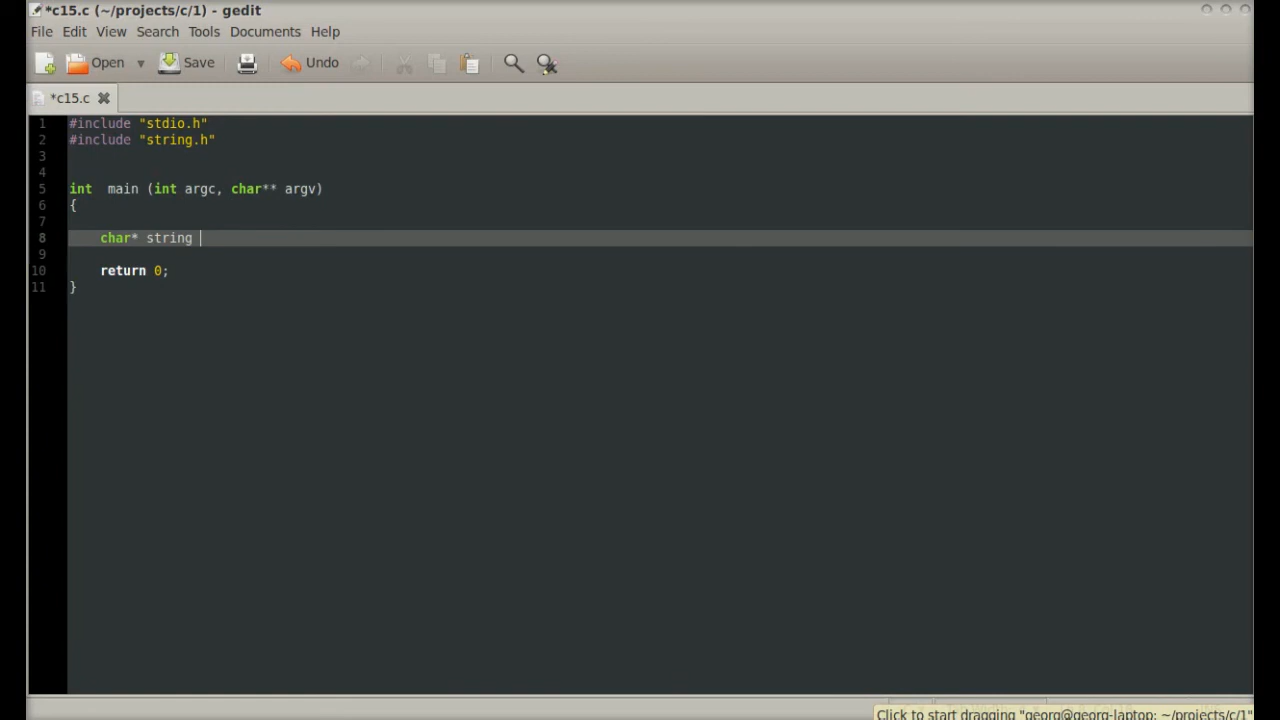 *c15.c (~/projects/c/1) - gedit
File Edit View Search Tools Documents Help
Open Save Undo
*c15.c
1 #include "stdio.h"
2 #include "string.h"
3
4
5 int  main (int argc, char** argv)
6 {
7
8     char* string
9
10     return 0;
11 }
Click to start dragging "georg@georg-laptop: ~/projects/c/1"